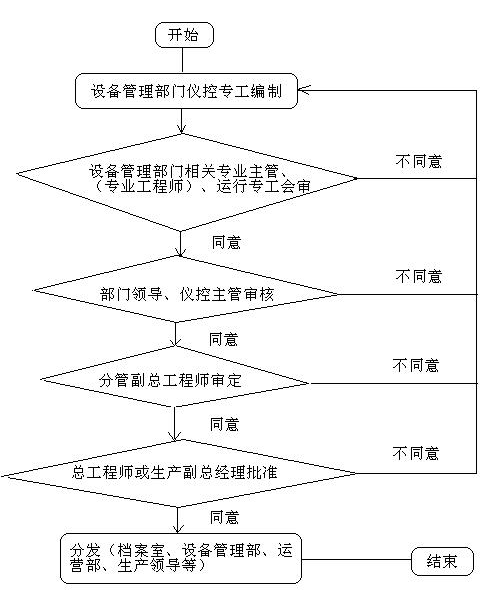 开始
设备管理部门仪控专工编制
设备管理部门相关专业主管、
（专业工程师）、运行专工会审
不同意
同意
部门领导、仪控主管审核
不同意
同意
分管副总工程师审定
不同意
同意
总工程师或生产副总经理批准
不同意
同意
分发（档案室、设备管理部、运
营部、生产领导等）
结束